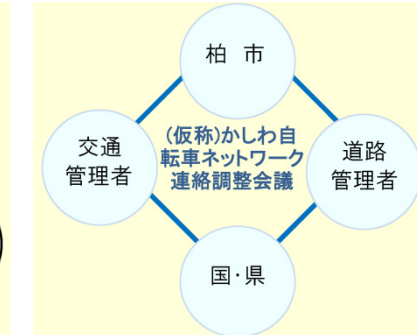 柏 市
交通
管理者
(仮称)かしわ自
転車ネットワーク
連絡調整会議
道路
管理者
国・県